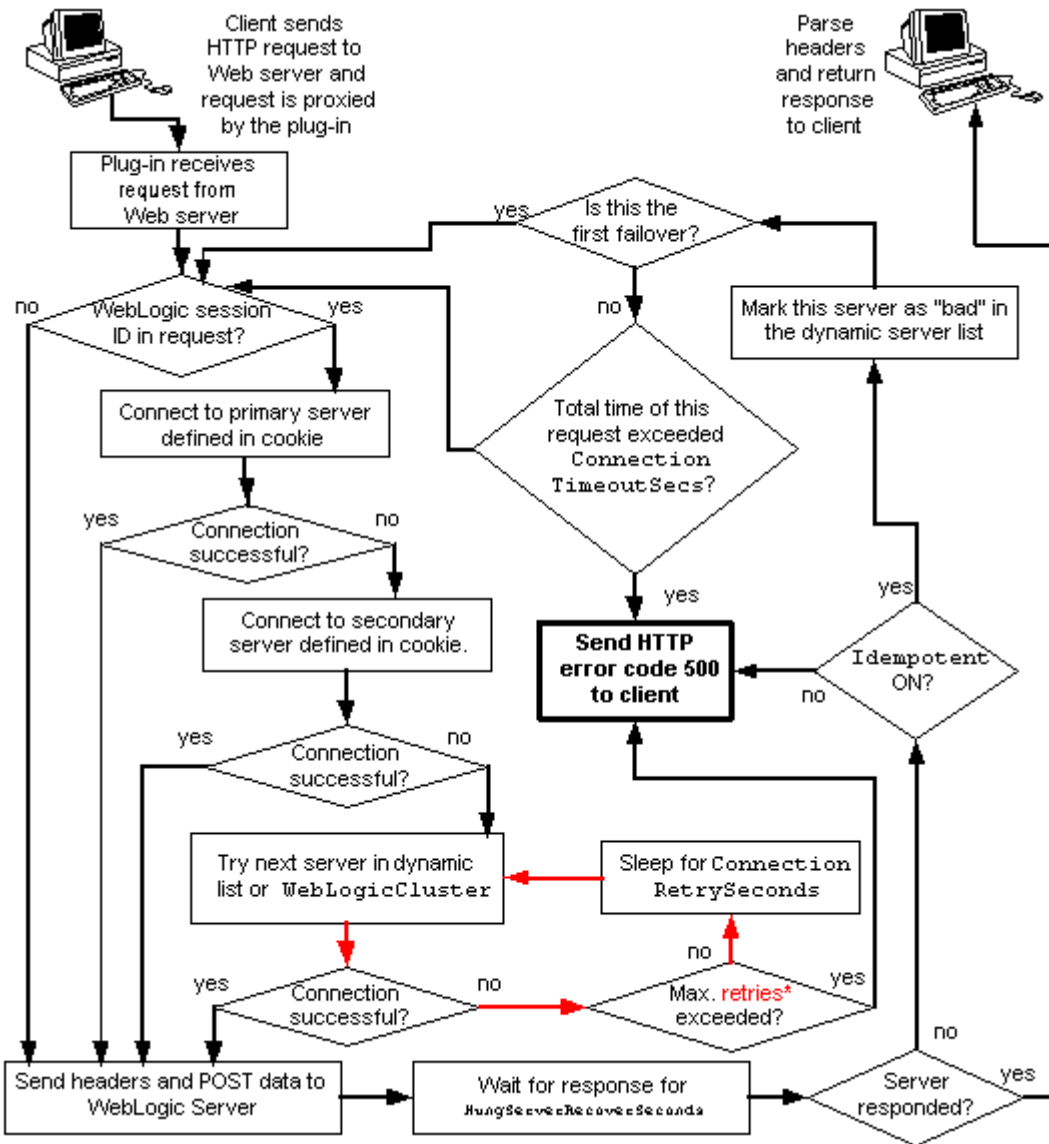 Client sends
HTTP request to
Web server and
request is proxied
by the plug-in
Parse
headers
and return
response
to client
Plug-in receives
request from
Web server
yes
Is this the
first failover?
no
WebLogic session
ID in request?
yes
no
Mark this server as "bad" in
the dynamic server list
Connect to primary server
defined in cookie
Total time of this
request exceeded
Connection
TimeoutSecs?
yes
Connection
successful?
no
yes
yes
Connect to secondary
server defined in cookie.
Send HTTP
error code 500
to client
Idempotent
ON?
no
yes
Connection
successful?
no
Try next server in dynamic
list or WebLogicCluster
Sleep for Connection
RetrySeconds
no
yes
Connection
successful?
no
Max. retries*
exceeded?
yes
no
Send headers and POST data to
WebLogic Server
Wait for response for
HungServerRecoverSeconds
Server
responded?
yes